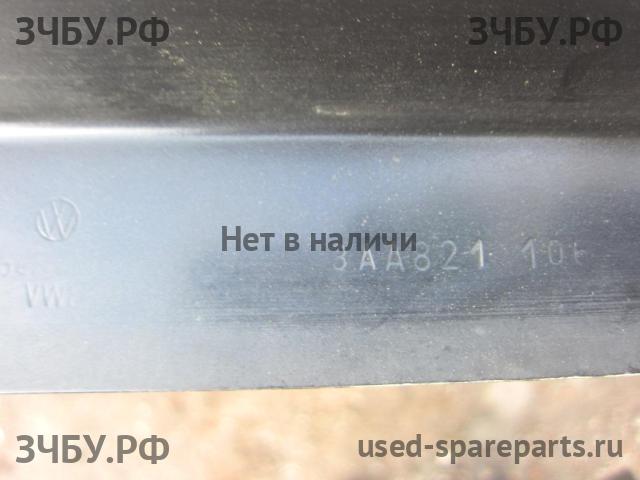 ЗЧБУ.РФ ЗЧБУ.РФ
Нет в наличи
3AA821 106
VW
ЗЧБУ.РФ used-spareparts.ru